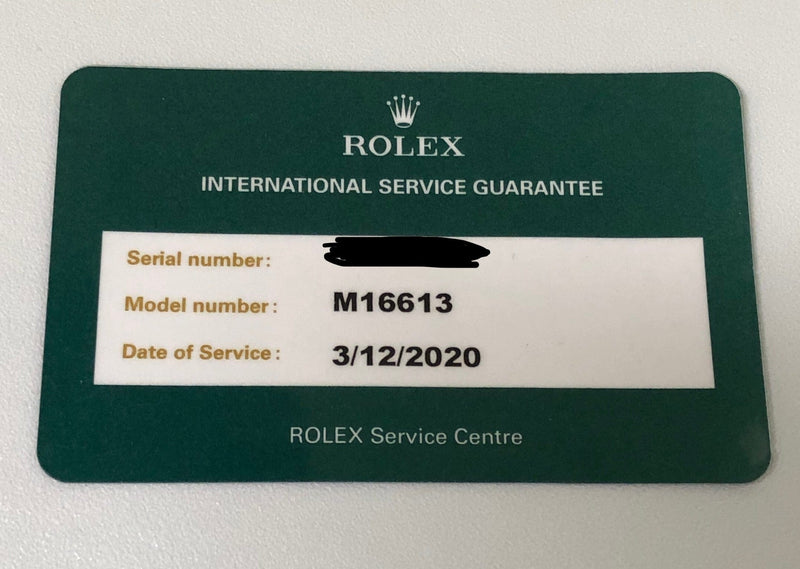 ROLEX
INTERNATIONAL SERVICE GUARANTEE
Serial number:
Model number: M16613
Date of Service: 3/12/2020
ROLEX Service Centre